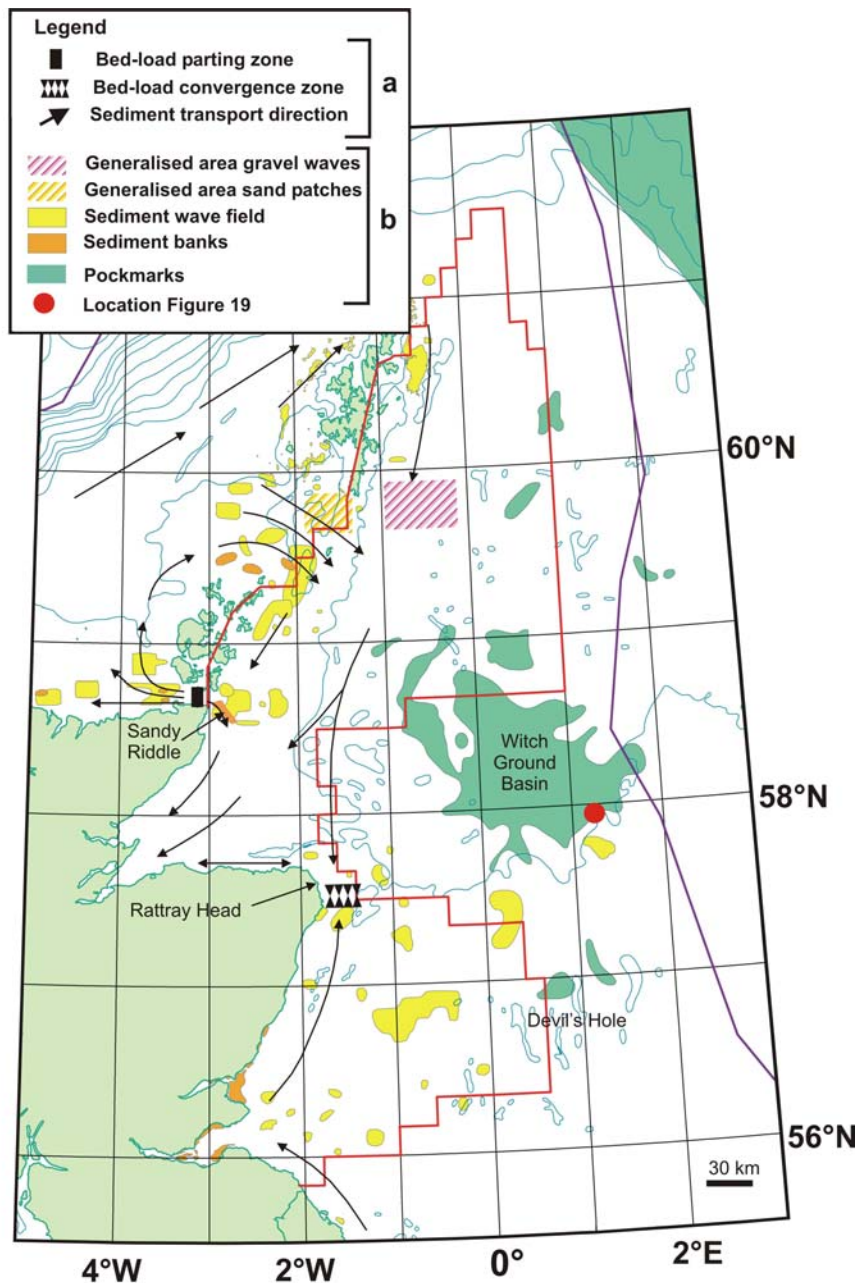 Legend
Bed-load parting zone
Bed-load convergence zone
Sediment transport direction
a
Generalised area gravel waves
Generalised area sand patches
Sediment wave field
Sediment banks
Pockmarks
Location Figure 19
b
60°N
Sandy
Riddle
Witch
Ground
Basin
58°N
Rattray Head
Devil's Hole
56°N
30 km
4°W
2°W
0°
2°E